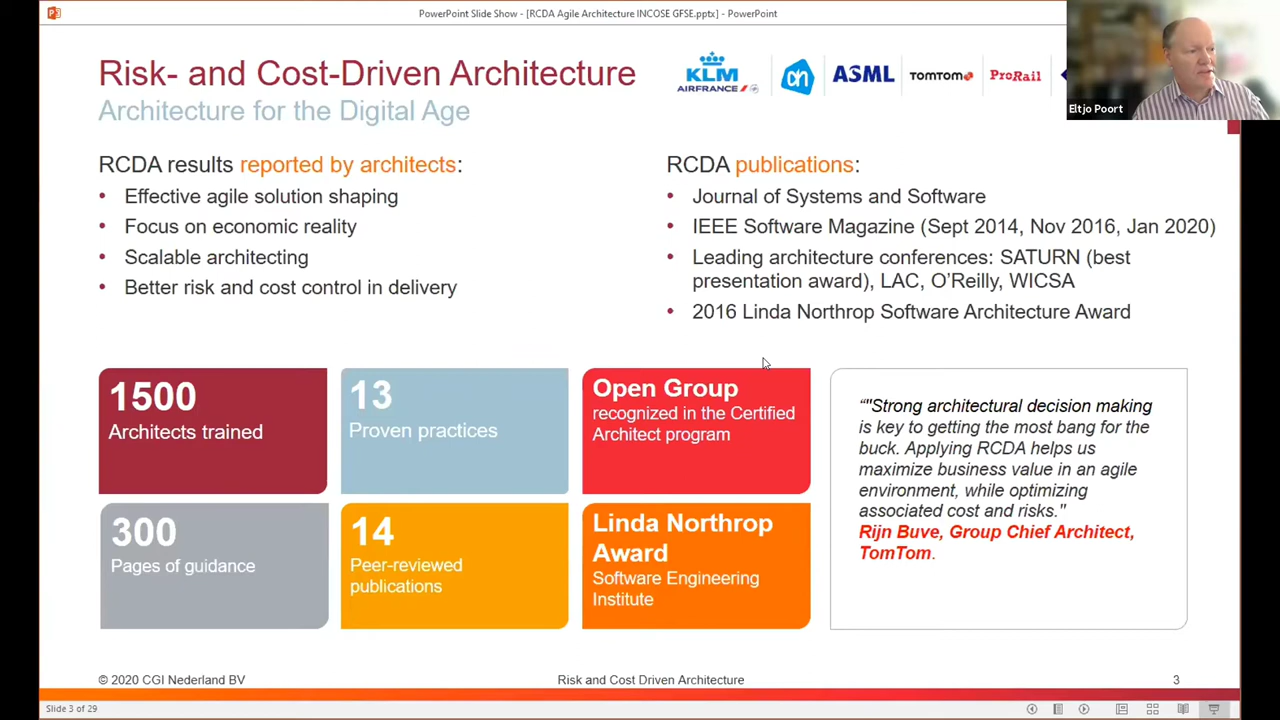 PowerPoint Slide Show - [RCDA Agile Architecture INCOSE GFSE.pptx] - PowerPoint
Risk- and Cost-Driven Architecture
Architecture for the Digital Age
KLM
AIRFRANCE
ah
ASML
TOMTOM
ProRail
Eltjo Poort
RCDA results reported by architects:
• Effective agile solution shaping
• Focus on economic reality
• Scalable architecting
• Better risk and cost control in delivery
RCDA publications:
• Journal of Systems and Software
• IEEE Software Magazine (Sept 2014, Nov 2016, Jan 2020)
• Leading architecture conferences: SATURN (best
presentation award), LAC, O’Reilly, WICSA
• 2016 Linda Northrop Software Architecture Award
1500
Architects trained
13
Proven practices
Open Group
recognized in the Certified
Architect program
300
Pages of guidance
14
Peer-reviewed
publications
Linda Northrop
Award
Software Engineering
Institute
“"Strong architectural decision making
is key to getting the most bang for the
buck. Applying RCDA helps us
maximize business value in an agile
environment, while optimizing
associated cost and risks."
Rijn Buve, Group Chief Architect,
TomTom.
© 2020 CGI Nederland BV
Risk and Cost Driven Architecture
3
Slide 3 of 29